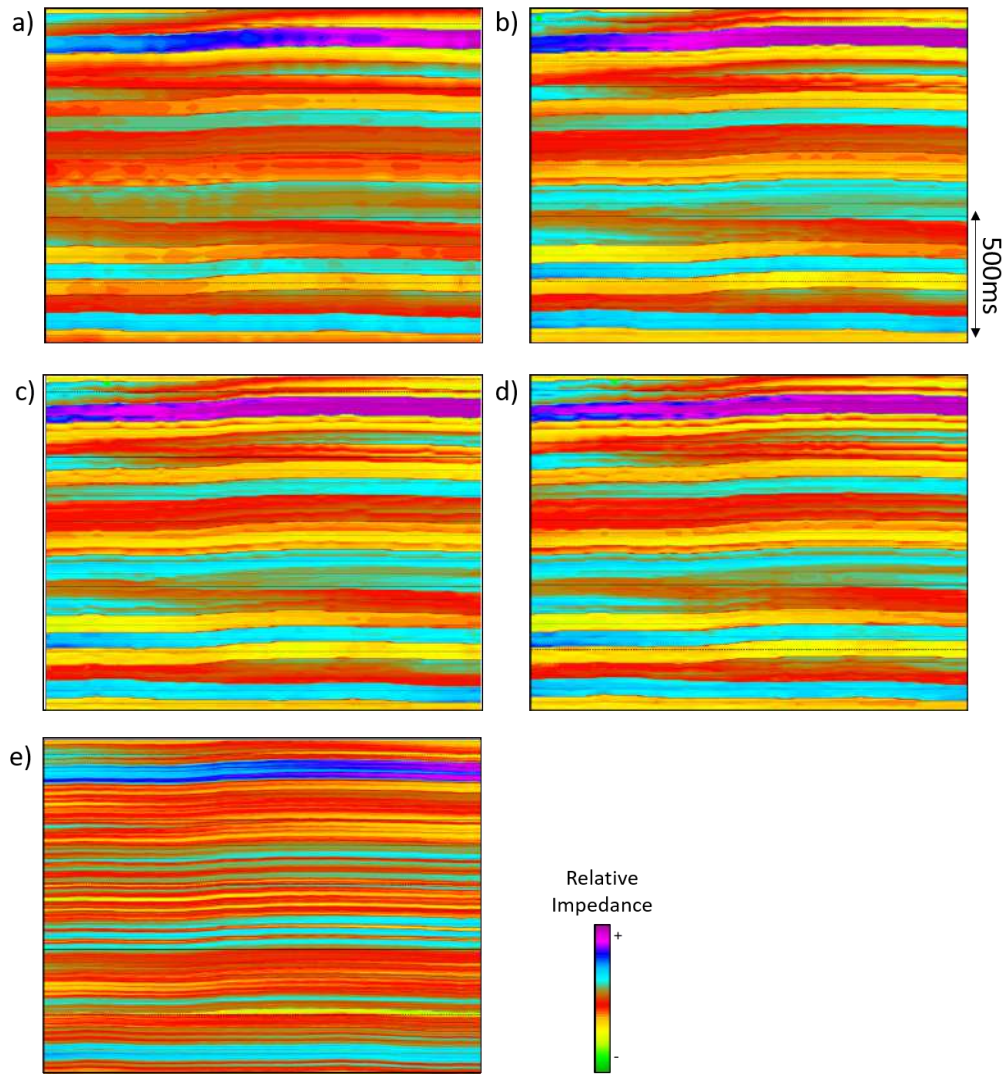 a)
b)
500ms
c)
d)
e)
Relative
Impedance
+
-